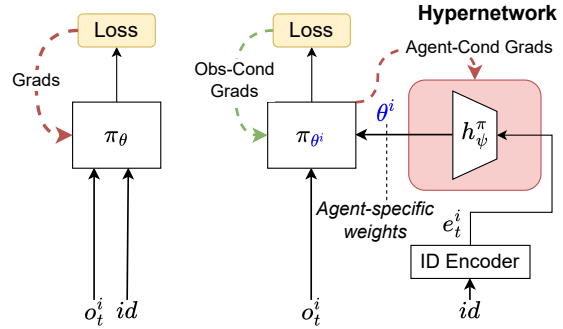 Hypernetwork
Loss
Grads
π_θ
o_t^i id
Loss
Obs-Cond
Grads
Agent-Cond Grads
π_{θ^i}
θ^i
h_ψ^π
Agent-specific
weights
e_t^i
ID Encoder
o_t^i
id